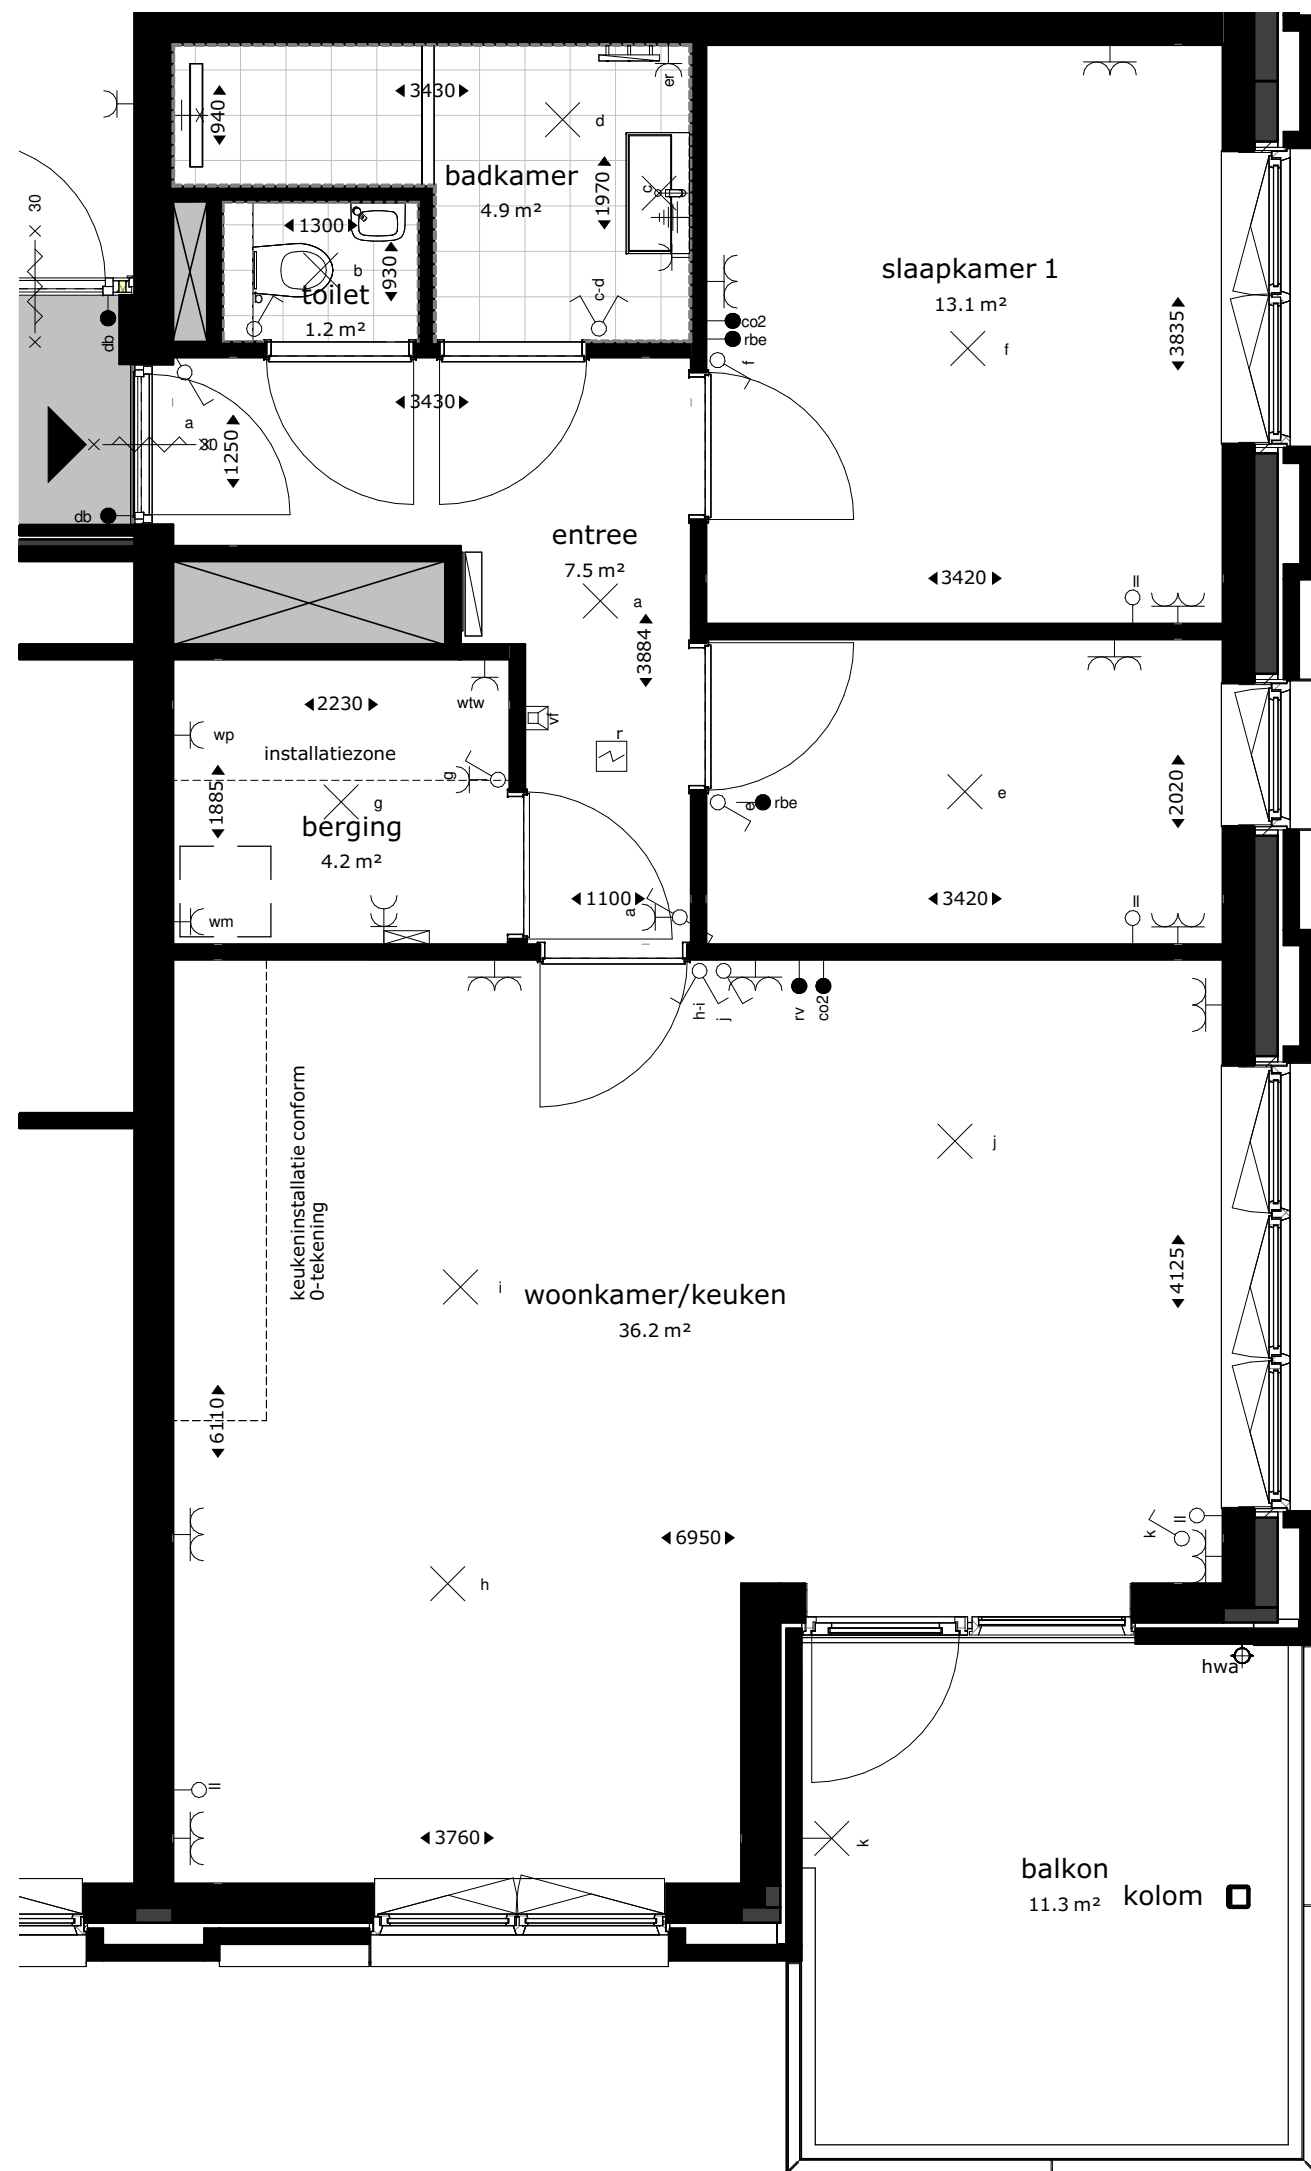 3430
er
940
d
badkamer
4.9 m²
1970
c
30
1300
930
b
b
toilet
1.2 m²
c-d
slaapkamer 1
13.1 m²
f
3835
co2
rbe
f
db
3430
a
30
1250
db
entree
7.5 m²
a
3884
3420
2230
wtw
wp
installatiezone
vf
r
g
1885
g
berging
4.2 m²
e
rbe
e
2020
wm
1100
a
3420
h-i
j
rv
co2
keukeninstallatie conform
0-tekening
j
4125
i
woonkamer/keuken
36.2 m²
6110
6950
k
h
hwa
3760
k
balkon
11.3 m²
kolom